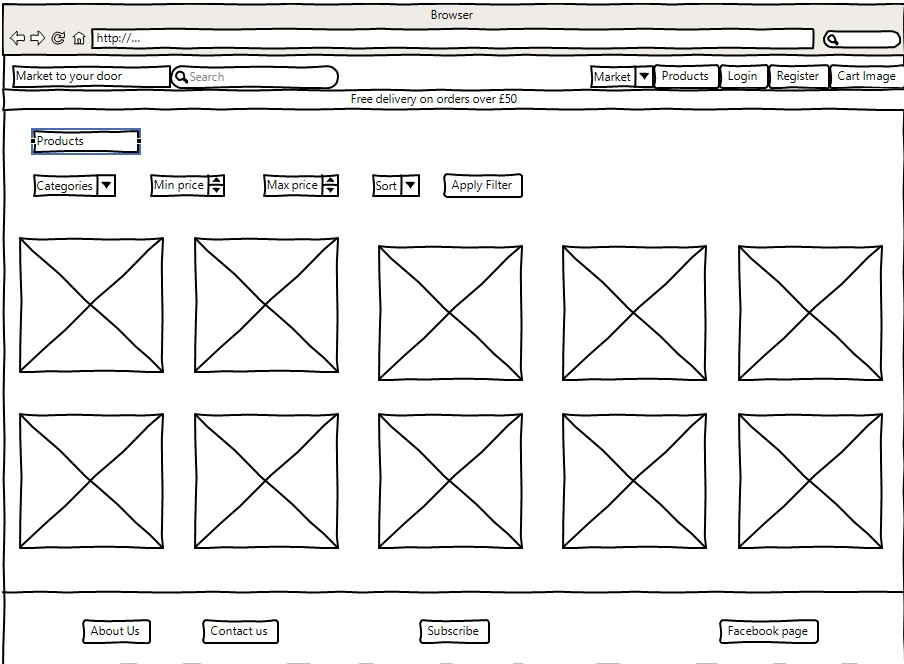 Browser
http://...
Market to your door Search Market Products Login Register Cart Image
Free delivery on orders over £50
Products
Categories Min price Max price Sort Apply Filter
About Us Contact us Subscribe Facebook page